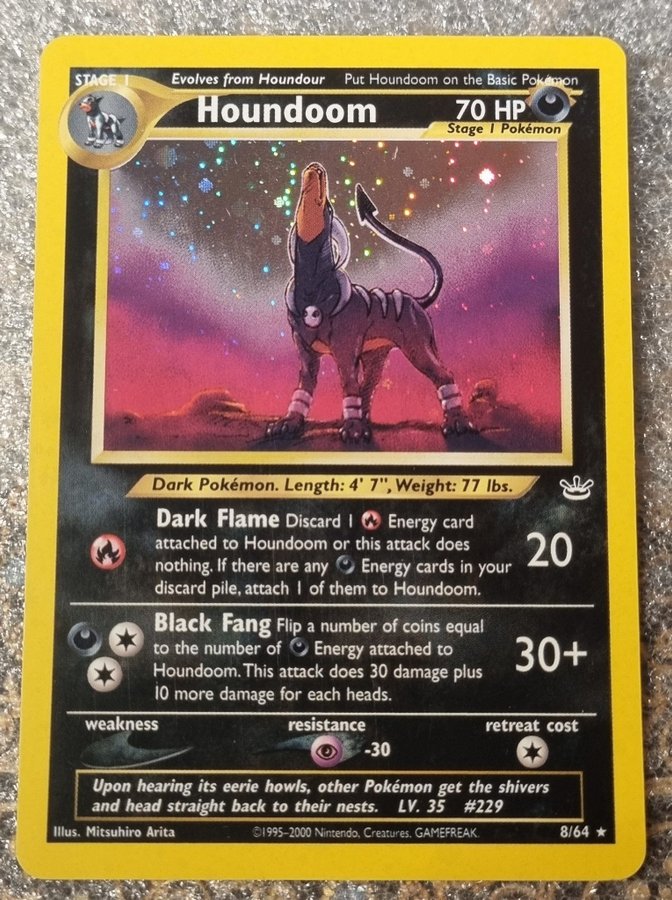 STAGE 1 Evolves from Houndour Put Houndoom on the Basic Pokémon
Houndoom 70 HP
Stage 1 Pokémon
Dark Pokémon. Length: 4' 7", Weight: 77 lbs.
Dark Flame Discard 1 Energy card
attached to Houndoom or this attack does
nothing. If there are any Energy cards in your
discard pile, attach 1 of them to Houndoom.
20
Black Fang Flip a number of coins equal
to the number of Energy attached to
Houndoom. This attack does 30 damage plus
10 more damage for each heads.
30+
weakness resistance retreat cost
-30
Upon hearing its eerie howls, other Pokémon get the shivers
and head straight back to their nests. LV. 35 #229
Illus. Mitsuhiro Arita ©1995-2000 Nintendo, Creatures, GAMEFREAK. 8/64 ★